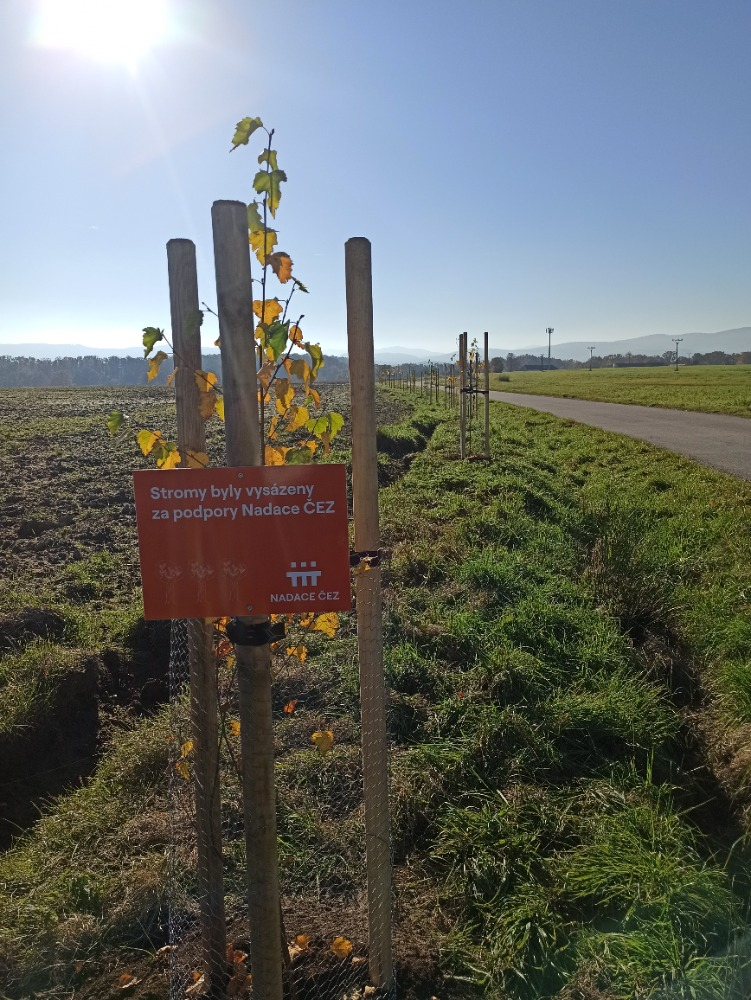 Stromy byly vysázeny
za podpory Nadace ČEZ
NADACE ČEZ